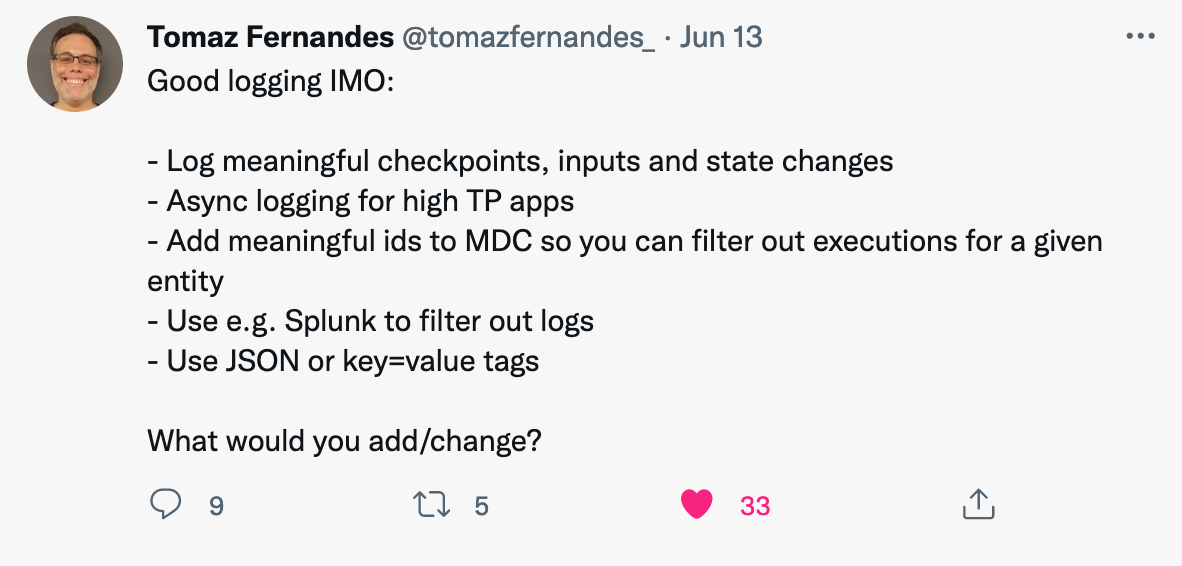 Tomaz Fernandes @tomazfernandes_ · Jun 13
Good logging IMO:
- Log meaningful checkpoints, inputs and state changes
- Async logging for high TP apps
- Add meaningful ids to MDC so you can filter out executions for a given
entity
- Use e.g. Splunk to filter out logs
- Use JSON or key=value tags
What would you add/change?
9 5 33